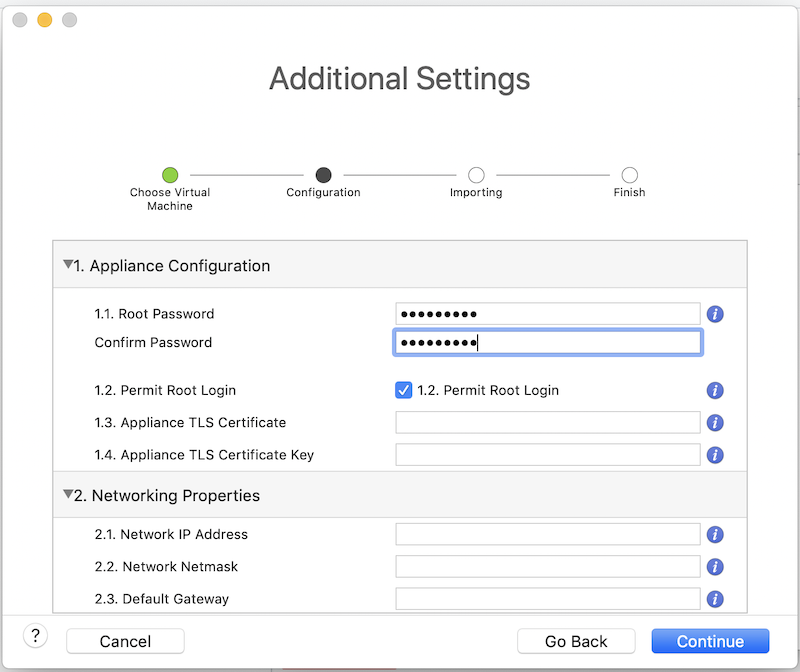 Additional Settings
Choose Virtual
Machine
Configuration
Importing
Finish
▼1. Appliance Configuration
1.1. Root Password ●●●●●●●●● i
Confirm Password ●●●●●●●●●
1.2. Permit Root Login 1.2. Permit Root Login i
1.3. Appliance TLS Certificate i
1.4. Appliance TLS Certificate Key i
▼2. Networking Properties
2.1. Network IP Address i
2.2. Network Netmask i
2.3. Default Gateway i
? Cancel Go Back Continue